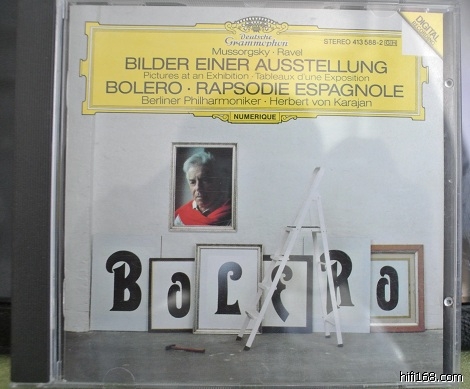 Deutsche
Grammophon
STEREO 413 588-2
DIGITAL
Mussorgsky · Ravel
BILDER EINER AUSSTELLUNG
Pictures at an Exhibition · Tableaux d'une Exposition
BOLERO · RAPSODIE ESPAGNOLE
Berliner Philharmoniker · Herbert von Karajan
NUMERIQUE
BOLERO
hifi168.com